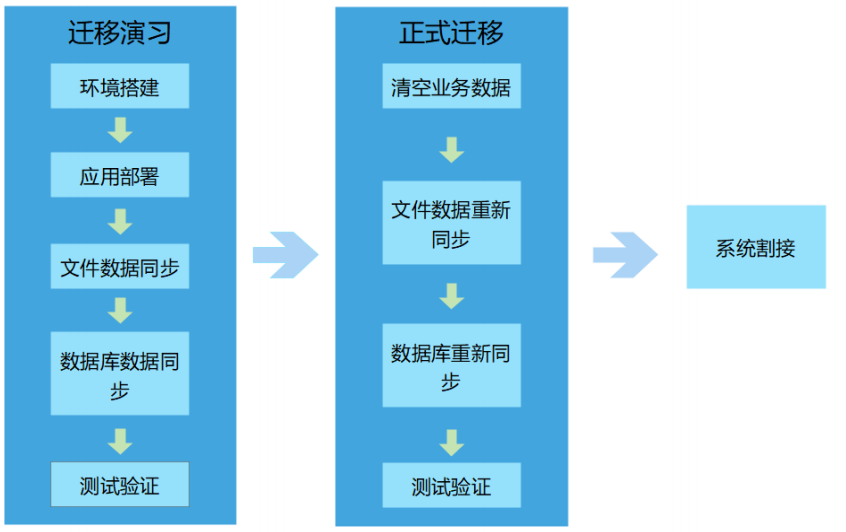 迁移演习
环境搭建
应用部署
文件数据同步
数据库数据同
步
测试验证
正式迁移
清空业务数据
文件数据重新
同步
数据库重新同
步
测试验证
系统割接